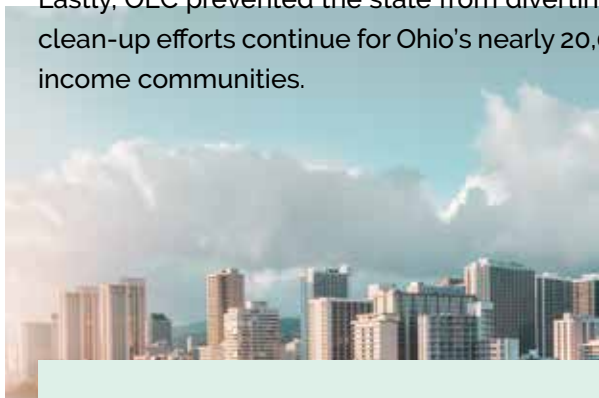 Lastly, OEC prevented the state from
clean-up efforts continue for Ohio’s nearly
income communities.